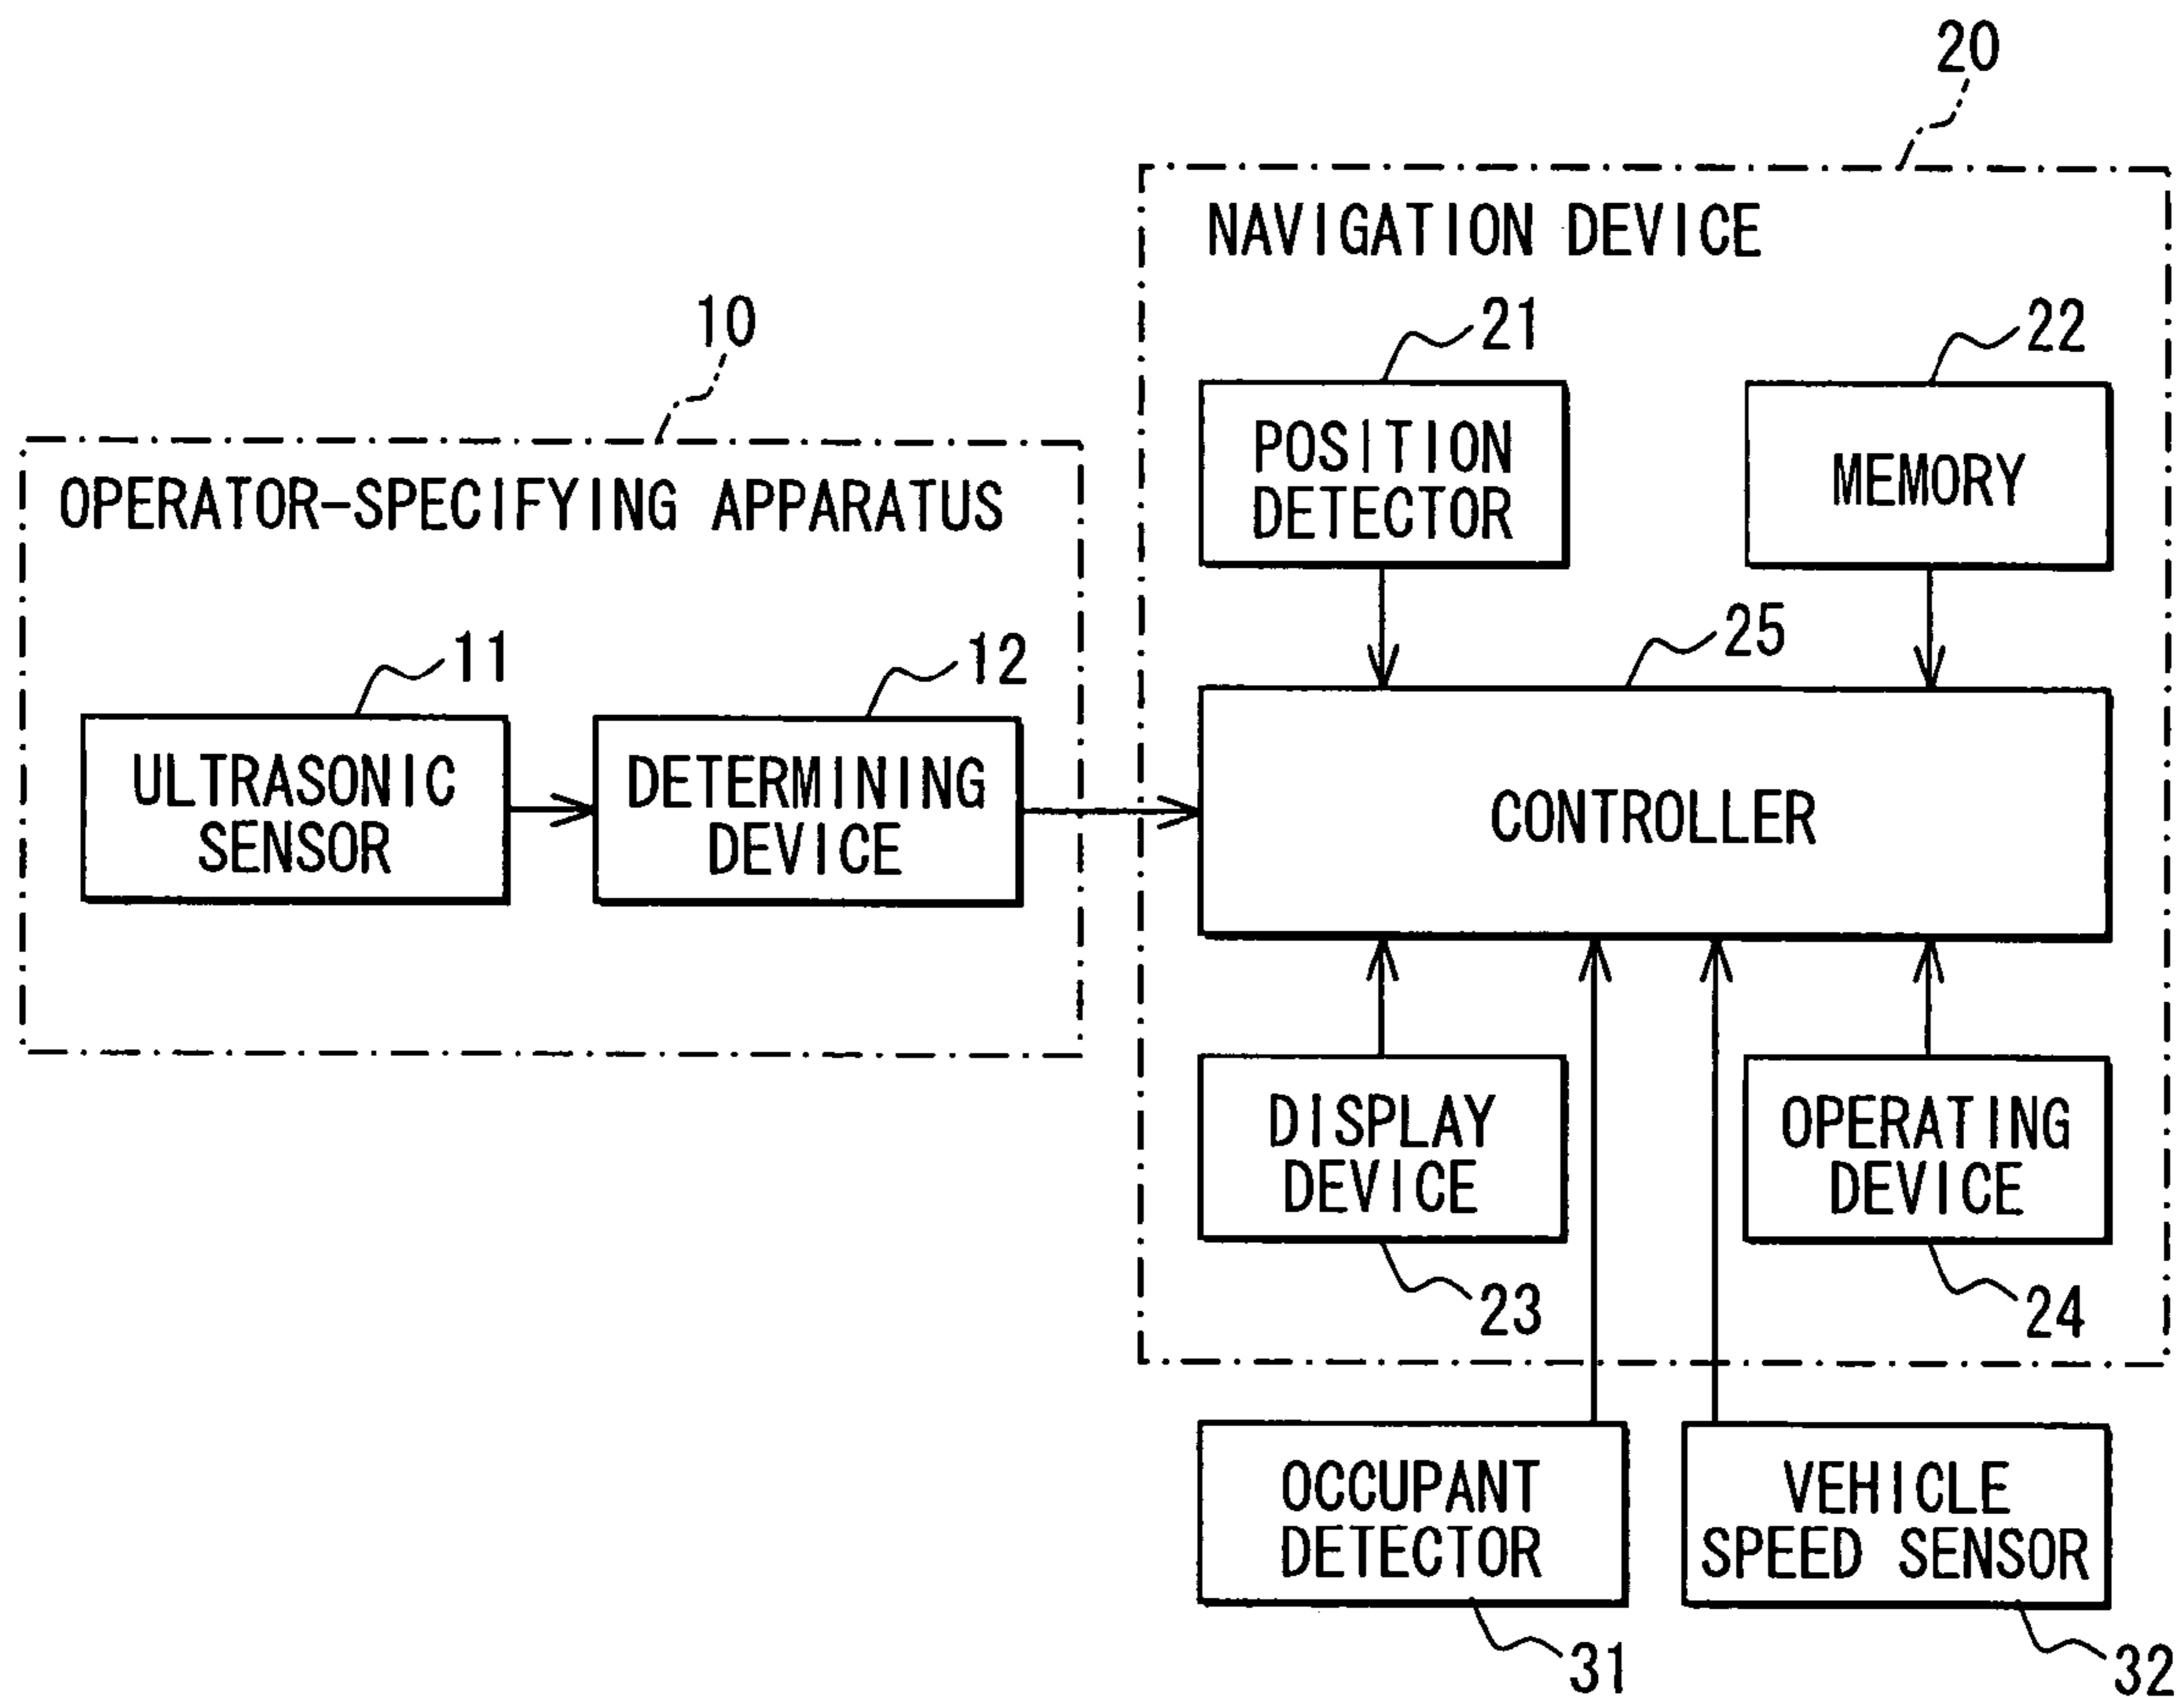 20
NAVIGATION DEVICE
10
21
22
POSITION
DETECTOR
MEMORY
OPERATOR-SPECIFYING APPARATUS
25
11
12
ULTRASONIC
SENSOR
DETERMINING
DEVICE
CONTROLLER
DISPLAY
DEVICE
OPERATING
DEVICE
23
24
OCCUPANT
DETECTOR
VEHICLE
SPEED SENSOR
31
32